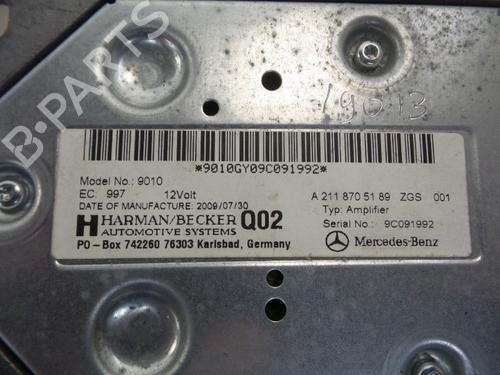 B-PARTS
19013
*9010GY09C091992*
Model No.: 9010
EC: 997 12Volt
DATE OF MANUFACTURE: 2009/07/30
HARMAN/BECKER Q02
AUTOMOTIVE SYSTEMS
PO-Box 742260 76303 Karlsbad, Germany
A 211 870 51 89 ZGS 001
Typ: Amplifier
Serial No.: 9C091992
Mercedes-Benz